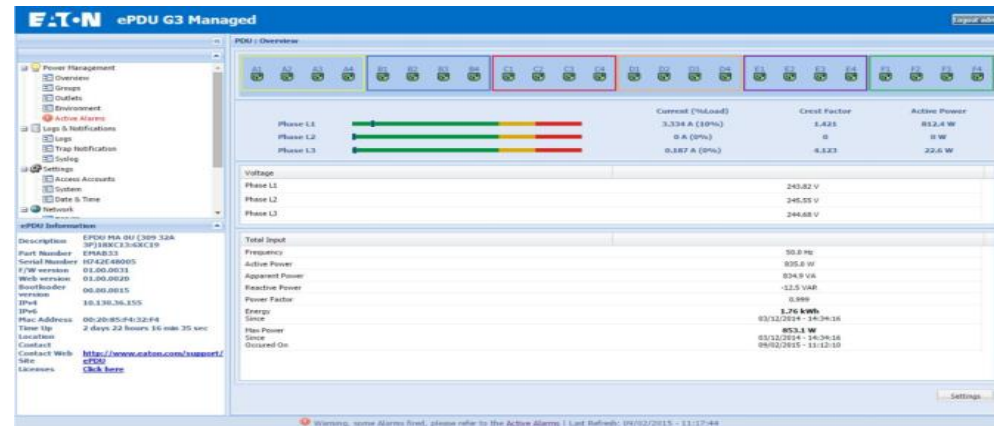 EATON ePDU G3 Managed
PDU : Overview
Power Management
Overview
Groups
Outlets
Environment
Active Alarms
Logs & Notifications
Logs
Trap Notification
Syslog
Settings
Access Accounts
System
Date & Time
Network
ePDU Information
Description EPDU MA 0U (309 32A 3P)18XC13:6XC19
Part Number EMAB33
Serial Number H742E48005
F/W version 01.00.0031
Web version 01.00.0020
Bootloader version 00.00.0015
IPv4 10.130.36.155
IPv6
Mac Address 00:20:85:F4:32:F4
Time Up 2 days 22 hours 16 min 35 sec
Location
Contact
Contact Web Site http://www.eaton.com/support/ePDU
Licenses Click here
A1 A2 A3 A4 B1 B2 B3 B4 C1 C2 C3 C4 D1 D2 D3 D4 E1 E2 E3 E4 F1 F2 F3 F4
Current (%Load) Crest Factor Active Power
Phase L1 3.334 A (10%) 1.421 812.4 W
Phase L2 0 A (0%) 0 0 W
Phase L3 0.187 A (0%) 4.123 22.6 W
Voltage
Phase L1 243.82 V
Phase L2 245.55 V
Phase L3 244.68 V
Total Input
Frequency 50.0 Hz
Active Power 835.0 W
Apparent Power 834.9 VA
Reactive Power -12.5 VAR
Power Factor 0.999
Energy 1.76 kWh
Since 03/12/2014 - 14:34:16
Max Power 853.1 W
Since 03/12/2014 - 14:34:16
Occured On 09/02/2015 - 11:12:10
Settings
Warning, some Alarms fired, please refer to the Active Alarms | Last Refresh: 09/02/2015 - 11:17:44